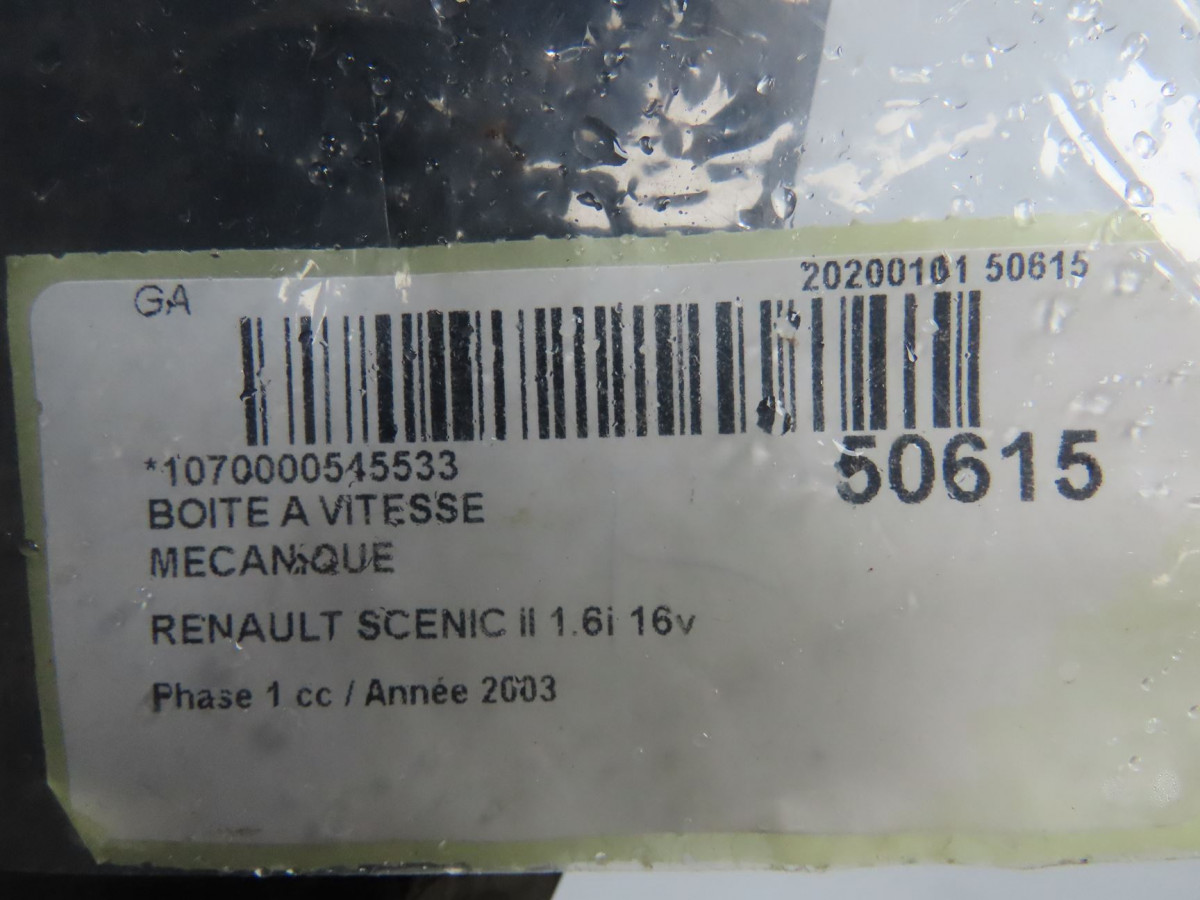 GA
20200101 50615
*1070000545533
50615
BOITE A VITESSE
MECANIQUE
RENAULT SCENIC II 1.6i 16v
Phase 1 cc / Année 2003